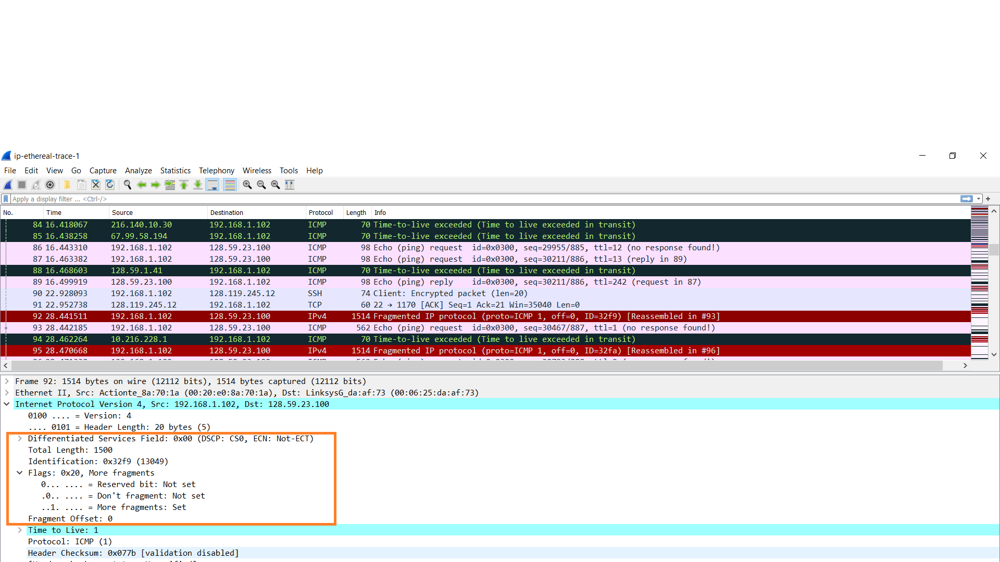 ip-ethereal-trace-1
File Edit View Go Capture Analyze Statistics Telephony Wireless Tools Help
Apply a display filter ... <Ctrl-/>
No. Time Source Destination Protocol Length Info
84 16.418067 216.140.10.30 192.168.1.102 ICMP 70 Time-to-live exceeded (Time to live exceeded in transit)
85 16.438258 67.99.58.194 192.168.1.102 ICMP 70 Time-to-live exceeded (Time to live exceeded in transit)
86 16.443310 192.168.1.102 128.59.23.100 ICMP 98 Echo (ping) request id=0x0300, seq=29955/885, ttl=12 (no response found!)
87 16.463382 192.168.1.102 128.59.23.100 ICMP 98 Echo (ping) request id=0x0300, seq=30211/886, ttl=13 (reply in 89)
88 16.468603 128.59.1.41 192.168.1.102 ICMP 70 Time-to-live exceeded (Time to live exceeded in transit)
89 16.499919 128.59.23.100 192.168.1.102 ICMP 98 Echo (ping) reply id=0x0300, seq=30211/886, ttl=242 (request in 87)
90 22.928093 192.168.1.102 128.119.245.12 SSH 74 Client: Encrypted packet (len=20)
91 22.952738 128.119.245.12 192.168.1.102 TCP 60 22 → 1170 [ACK] Seq=1 Ack=21 Win=35040 Len=0
92 28.441511 192.168.1.102 128.59.23.100 IPv4 1514 Fragmented IP protocol (proto=ICMP 1, off=0, ID=32f9) [Reassembled in #93]
93 28.442185 192.168.1.102 128.59.23.100 ICMP 562 Echo (ping) request id=0x0300, seq=30467/887, ttl=1 (no response found!)
94 28.462264 10.216.228.1 192.168.1.102 ICMP 70 Time-to-live exceeded (Time to live exceeded in transit)
95 28.470668 192.168.1.102 128.59.23.100 IPv4 1514 Fragmented IP protocol (proto=ICMP 1, off=0, ID=32fa) [Reassembled in #96]
Frame 92: 1514 bytes on wire (12112 bits), 1514 bytes captured (12112 bits)
Ethernet II, Src: Actionte_8a:70:1a (00:20:e0:8a:70:1a), Dst: LinksysG_da:af:73 (00:06:25:da:af:73)
Internet Protocol Version 4, Src: 192.168.1.102, Dst: 128.59.23.100
0100 .... = Version: 4
.... 0101 = Header Length: 20 bytes (5)
Differentiated Services Field: 0x00 (DSCP: CS0, ECN: Not-ECT)
Total Length: 1500
Identification: 0x32f9 (13049)
Flags: 0x20, More fragments
0... .... = Reserved bit: Not set
.0.. .... = Don't fragment: Not set
..1. .... = More fragments: Set
Fragment Offset: 0
Time to Live: 1
Protocol: ICMP (1)
Header Checksum: 0x077b [validation disabled]